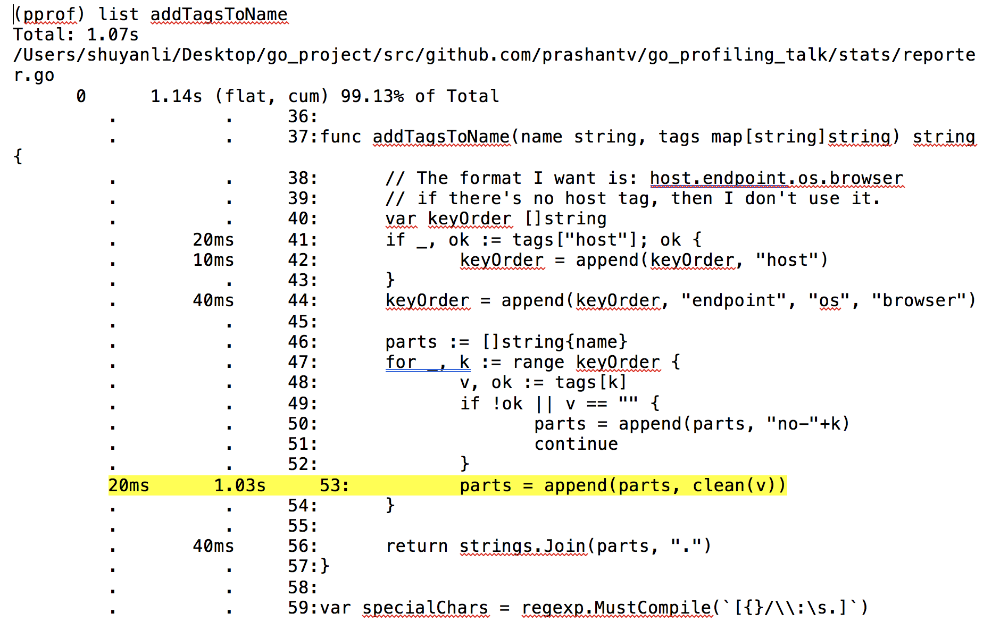 (pprof) list addTagsToName
Total: 1.07s
/Users/shuyanli/Desktop/go_project/src/github.com/prashantv/go_profiling_talk/stats/reporte
r.go
      0      1.14s (flat, cum) 99.13% of Total
         .          .     36:
         .          .     37:func addTagsToName(name string, tags map[string]string) string
{
         .          .     38:      // The format I want is: host.endpoint.os.browser
         .          .     39:      // if there's no host tag, then I don't use it.
         .          .     40:      var keyOrder []string
         .       20ms     41:      if _, ok := tags["host"]; ok {
         .       10ms     42:             keyOrder = append(keyOrder, "host")
         .          .     43:      }
         .       40ms     44:      keyOrder = append(keyOrder, "endpoint", "os", "browser")
         .          .     45:
         .          .     46:      parts := []string{name}
         .          .     47:      for _, k := range keyOrder {
         .          .     48:             v, ok := tags[k]
         .          .     49:             if !ok || v == "" {
         .          .     50:                    parts = append(parts, "no-"+k)
         .          .     51:                    continue
         .          .     52:             }
         20ms      1.03s     53:          parts = append(parts, clean(v))
         .          .     54:      }
         .          .     55:
         .       40ms     56:      return strings.Join(parts, ".")
         .          .     57:}
         .          .     58:
         .          .     59:var specialChars = regexp.MustCompile(`[{}/\\:\s.]`)